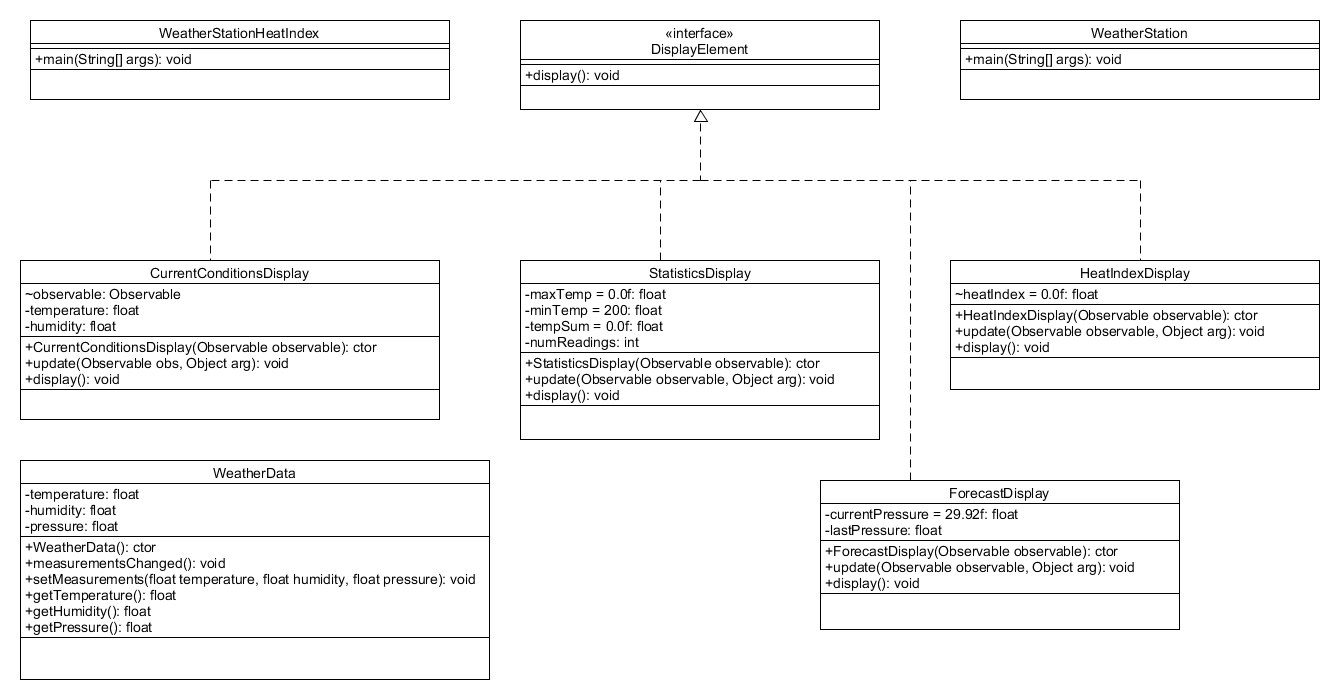 WeatherStationHeatIndex
+main(String[] args): void
«interface»
DisplayElement
+display(): void
WeatherStation
+main(String[] args): void
CurrentConditionsDisplay
~observable: Observable
-temperature: float
-humidity: float
+CurrentConditionsDisplay(Observable observable): ctor
+update(Observable obs, Object arg): void
+display(): void
StatisticsDisplay
-maxTemp = 0.0f: float
-minTemp = 200: float
-tempSum = 0.0f: float
-numReadings: int
+StatisticsDisplay(Observable observable): ctor
+update(Observable observable, Object arg): void
+display(): void
HeatIndexDisplay
~heatIndex = 0.0f: float
+HeatIndexDisplay(Observable observable): ctor
+update(Observable observable, Object arg): void
+display(): void
WeatherData
-temperature: float
-humidity: float
-pressure: float
+WeatherData(): ctor
+measurementsChanged(): void
+setMeasurements(float temperature, float humidity, float pressure): void
+getTemperature(): float
+getHumidity(): float
+getPressure(): float
ForecastDisplay
-currentPressure = 29.92f: float
-lastPressure: float
+ForecastDisplay(Observable observable): ctor
+update(Observable observable, Object arg): void
+display(): void